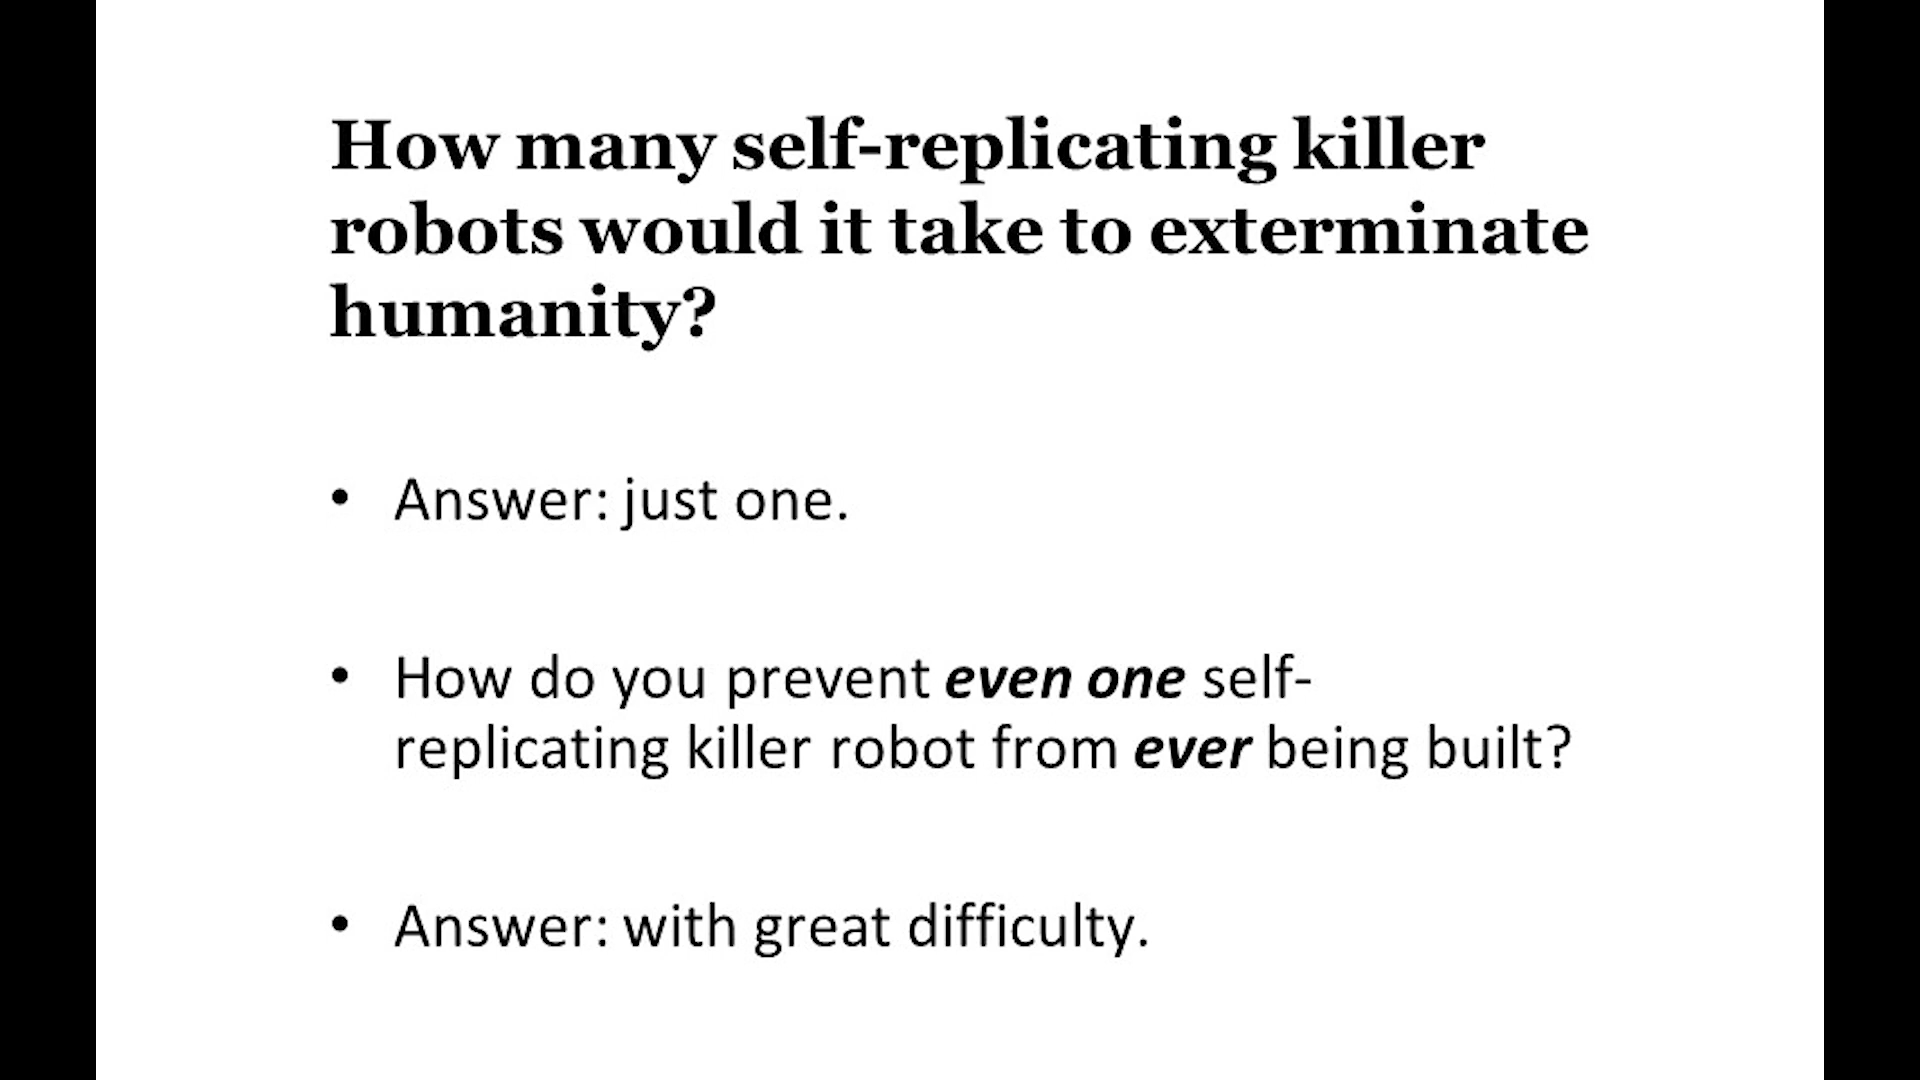 How many self-replicating killer
robots would it take to exterminate
humanity?
• Answer: just one.
• How do you prevent even one self-
replicating killer robot from ever being built?
• Answer: with great difficulty.